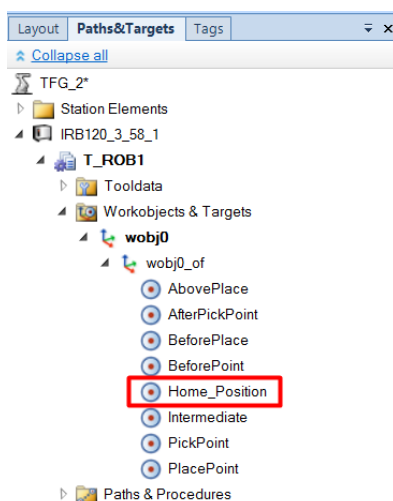 Layout Paths&Targets Tags
Collapse all
TFG_2*
Station Elements
IRB120_3_58_1
T_ROB1
Tooldata
Workobjects & Targets
wobj0
wobj0_of
AbovePlace
AfterPickPoint
BeforePlace
BeforePoint
Home_Position
Intermediate
PickPoint
PlacePoint
Paths & Procedures